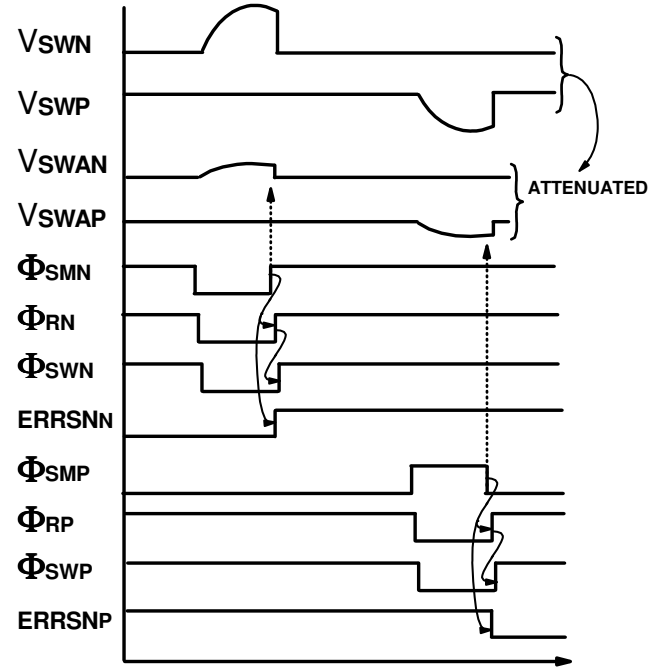 VSWN
VSWP
VSWAN
ATTENUATED
VSWAP
ΦSMN
ΦRN
ΦSWN
ERRSNN
ΦSMP
ΦRP
ΦSWP
ERRSNP